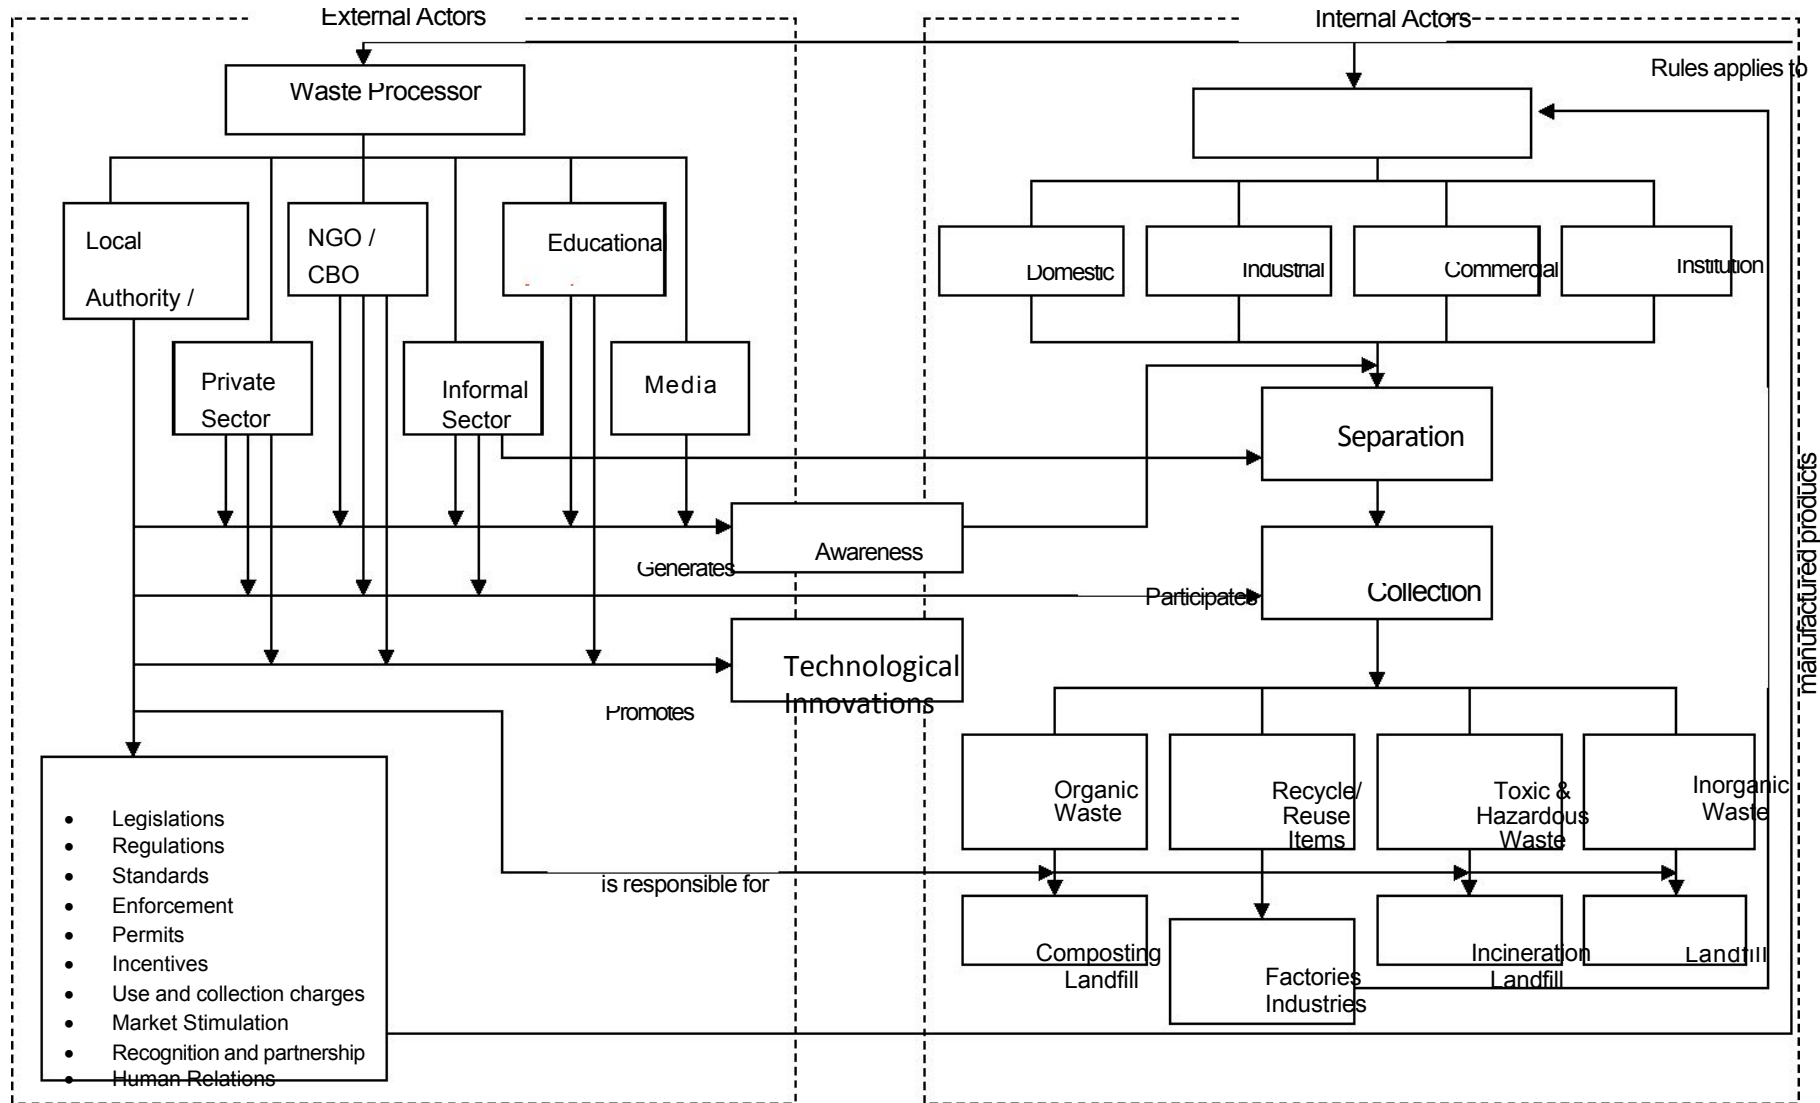 External Actors
Internal Actors
Rules applies to
Waste Processor
Local
Authority /
NGO /
CBO
Educationa
Domestic
Industrial
Commercial
Institution
Private
Sector
Informal
Sector
Media
Separation
manufactured products
Awareness
Generates
Participates
Collection
Technological
Innovations
Promotes
Organic
Waste
Recycle/
Reuse
Items
Toxic &
Hazardous
Waste
Inorganic
Waste
• Legislations
• Regulations
• Standards
• Enforcement
• Permits
• Incentives
• Use and collection charges
• Market Stimulation
• Recognition and partnership
• Human Relations
is responsible for
Composting
Landfill
Factories
Industries
Incineration
Landfill
Landfill